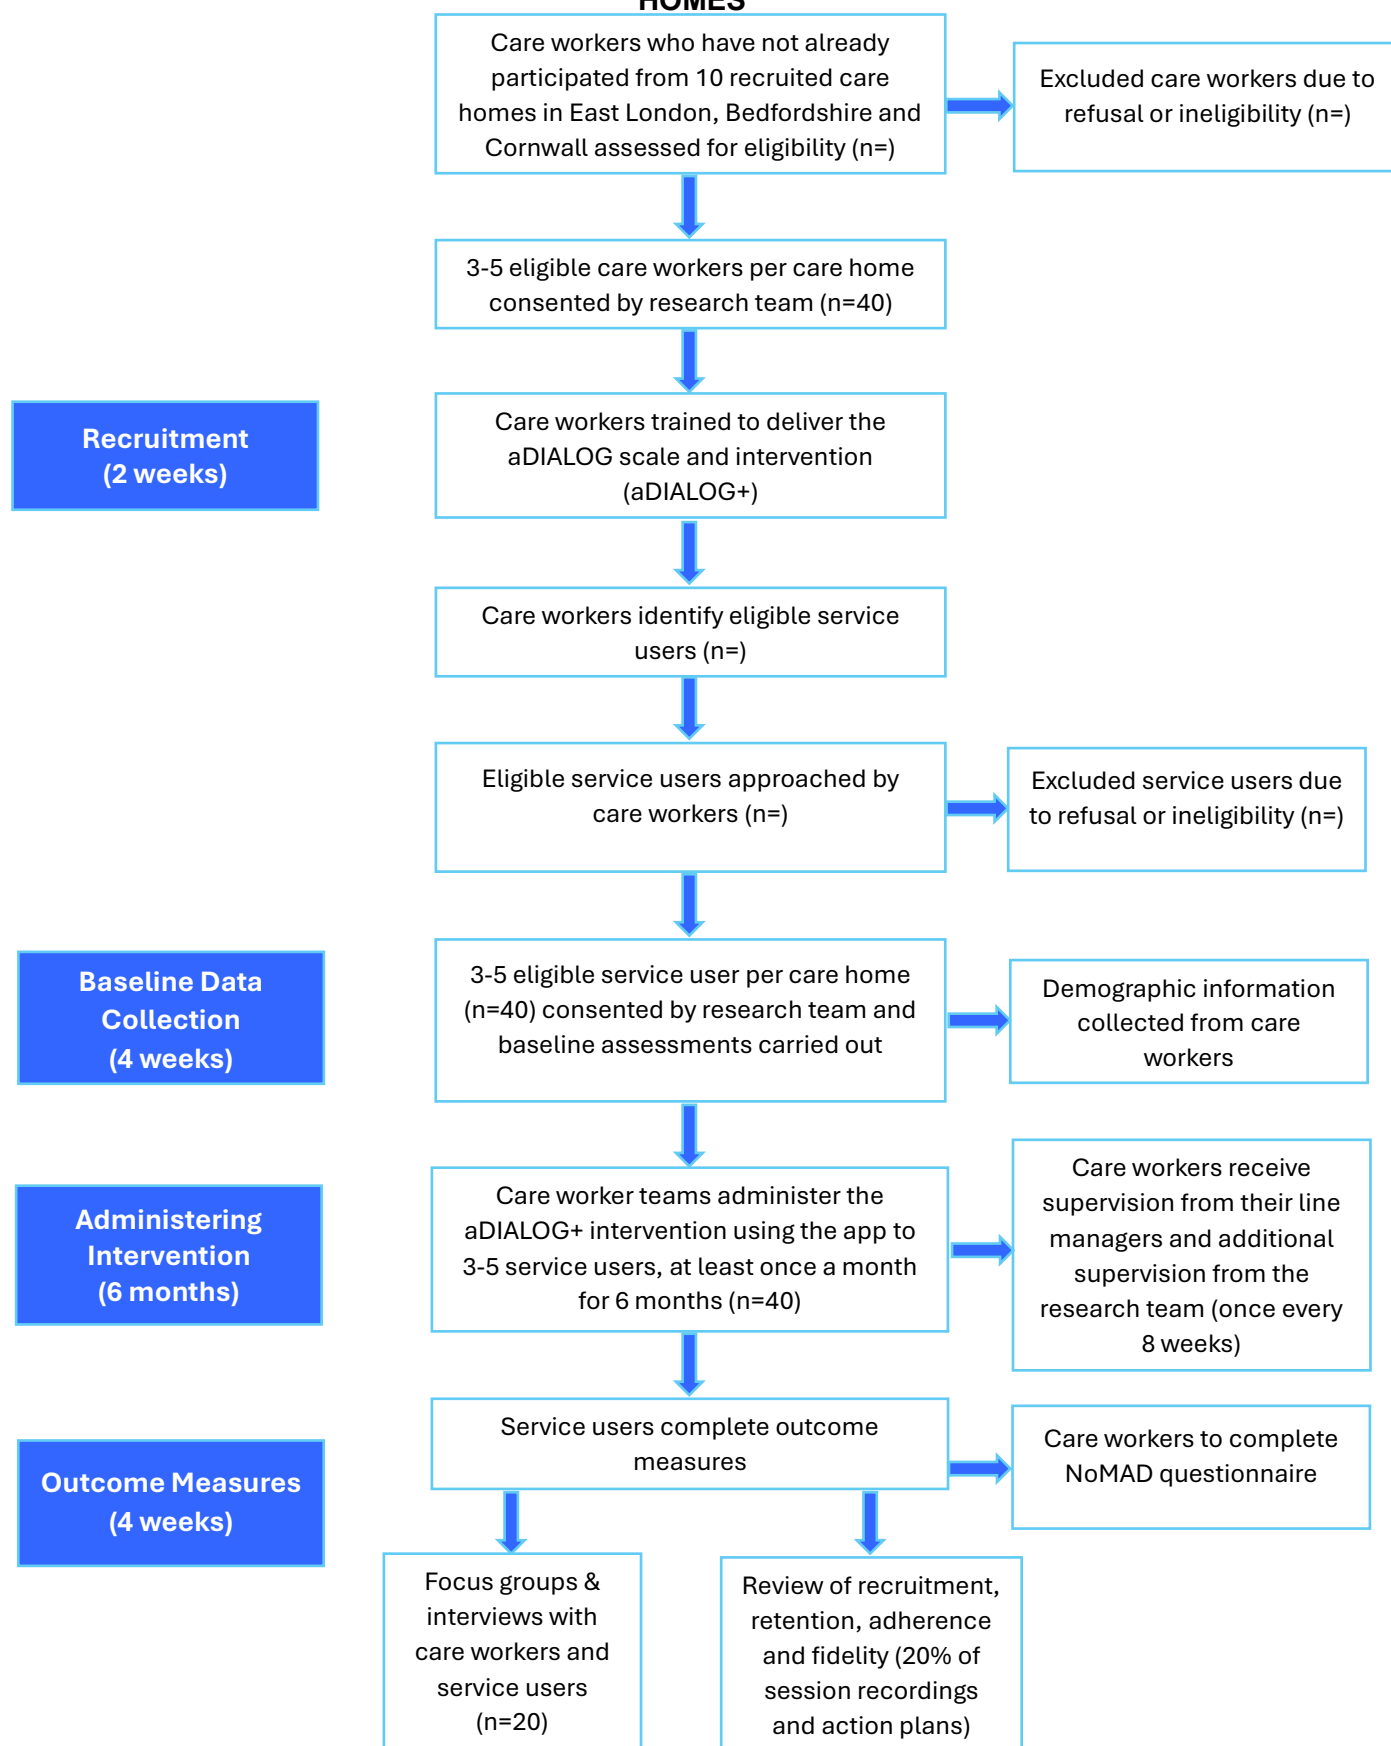 HOMES
Care workers who have not already
participated from 10 recruited care
homes in East London, Bedfordshire and
Cornwall assessed for eligibility (n=)
Excluded care workers due to
refusal or ineligibility (n=)
3-5 eligible care workers per care home
consented by research team (n=40)
Recruitment
(2 weeks)
Care workers trained to deliver the
aDIALOG scale and intervention
(aDIALOG+)
Care workers identify eligible service
users (n=)
Eligible service users approached by
care workers (n=)
Excluded service users due
to refusal or ineligibility (n=)
Baseline Data
Collection
(4 weeks)
3-5 eligible service user per care home
(n=40) consented by research team and
baseline assessments carried out
Demographic information
collected from care
workers
Administering
Intervention
(6 months)
Care worker teams administer the
aDIALOG+ intervention using the app to
3-5 service users, at least once a month
for 6 months (n=40)
Care workers receive
supervision from their line
managers and additional
supervision from the
research team (once every
8 weeks)
Outcome Measures
(4 weeks)
Service users complete outcome
measures
Care workers to complete
NoMAD questionnaire
Focus groups &
interviews with
care workers and
service users
(n=20)
Review of recruitment,
retention, adherence
and fidelity (20% of
session recordings
and action plans)